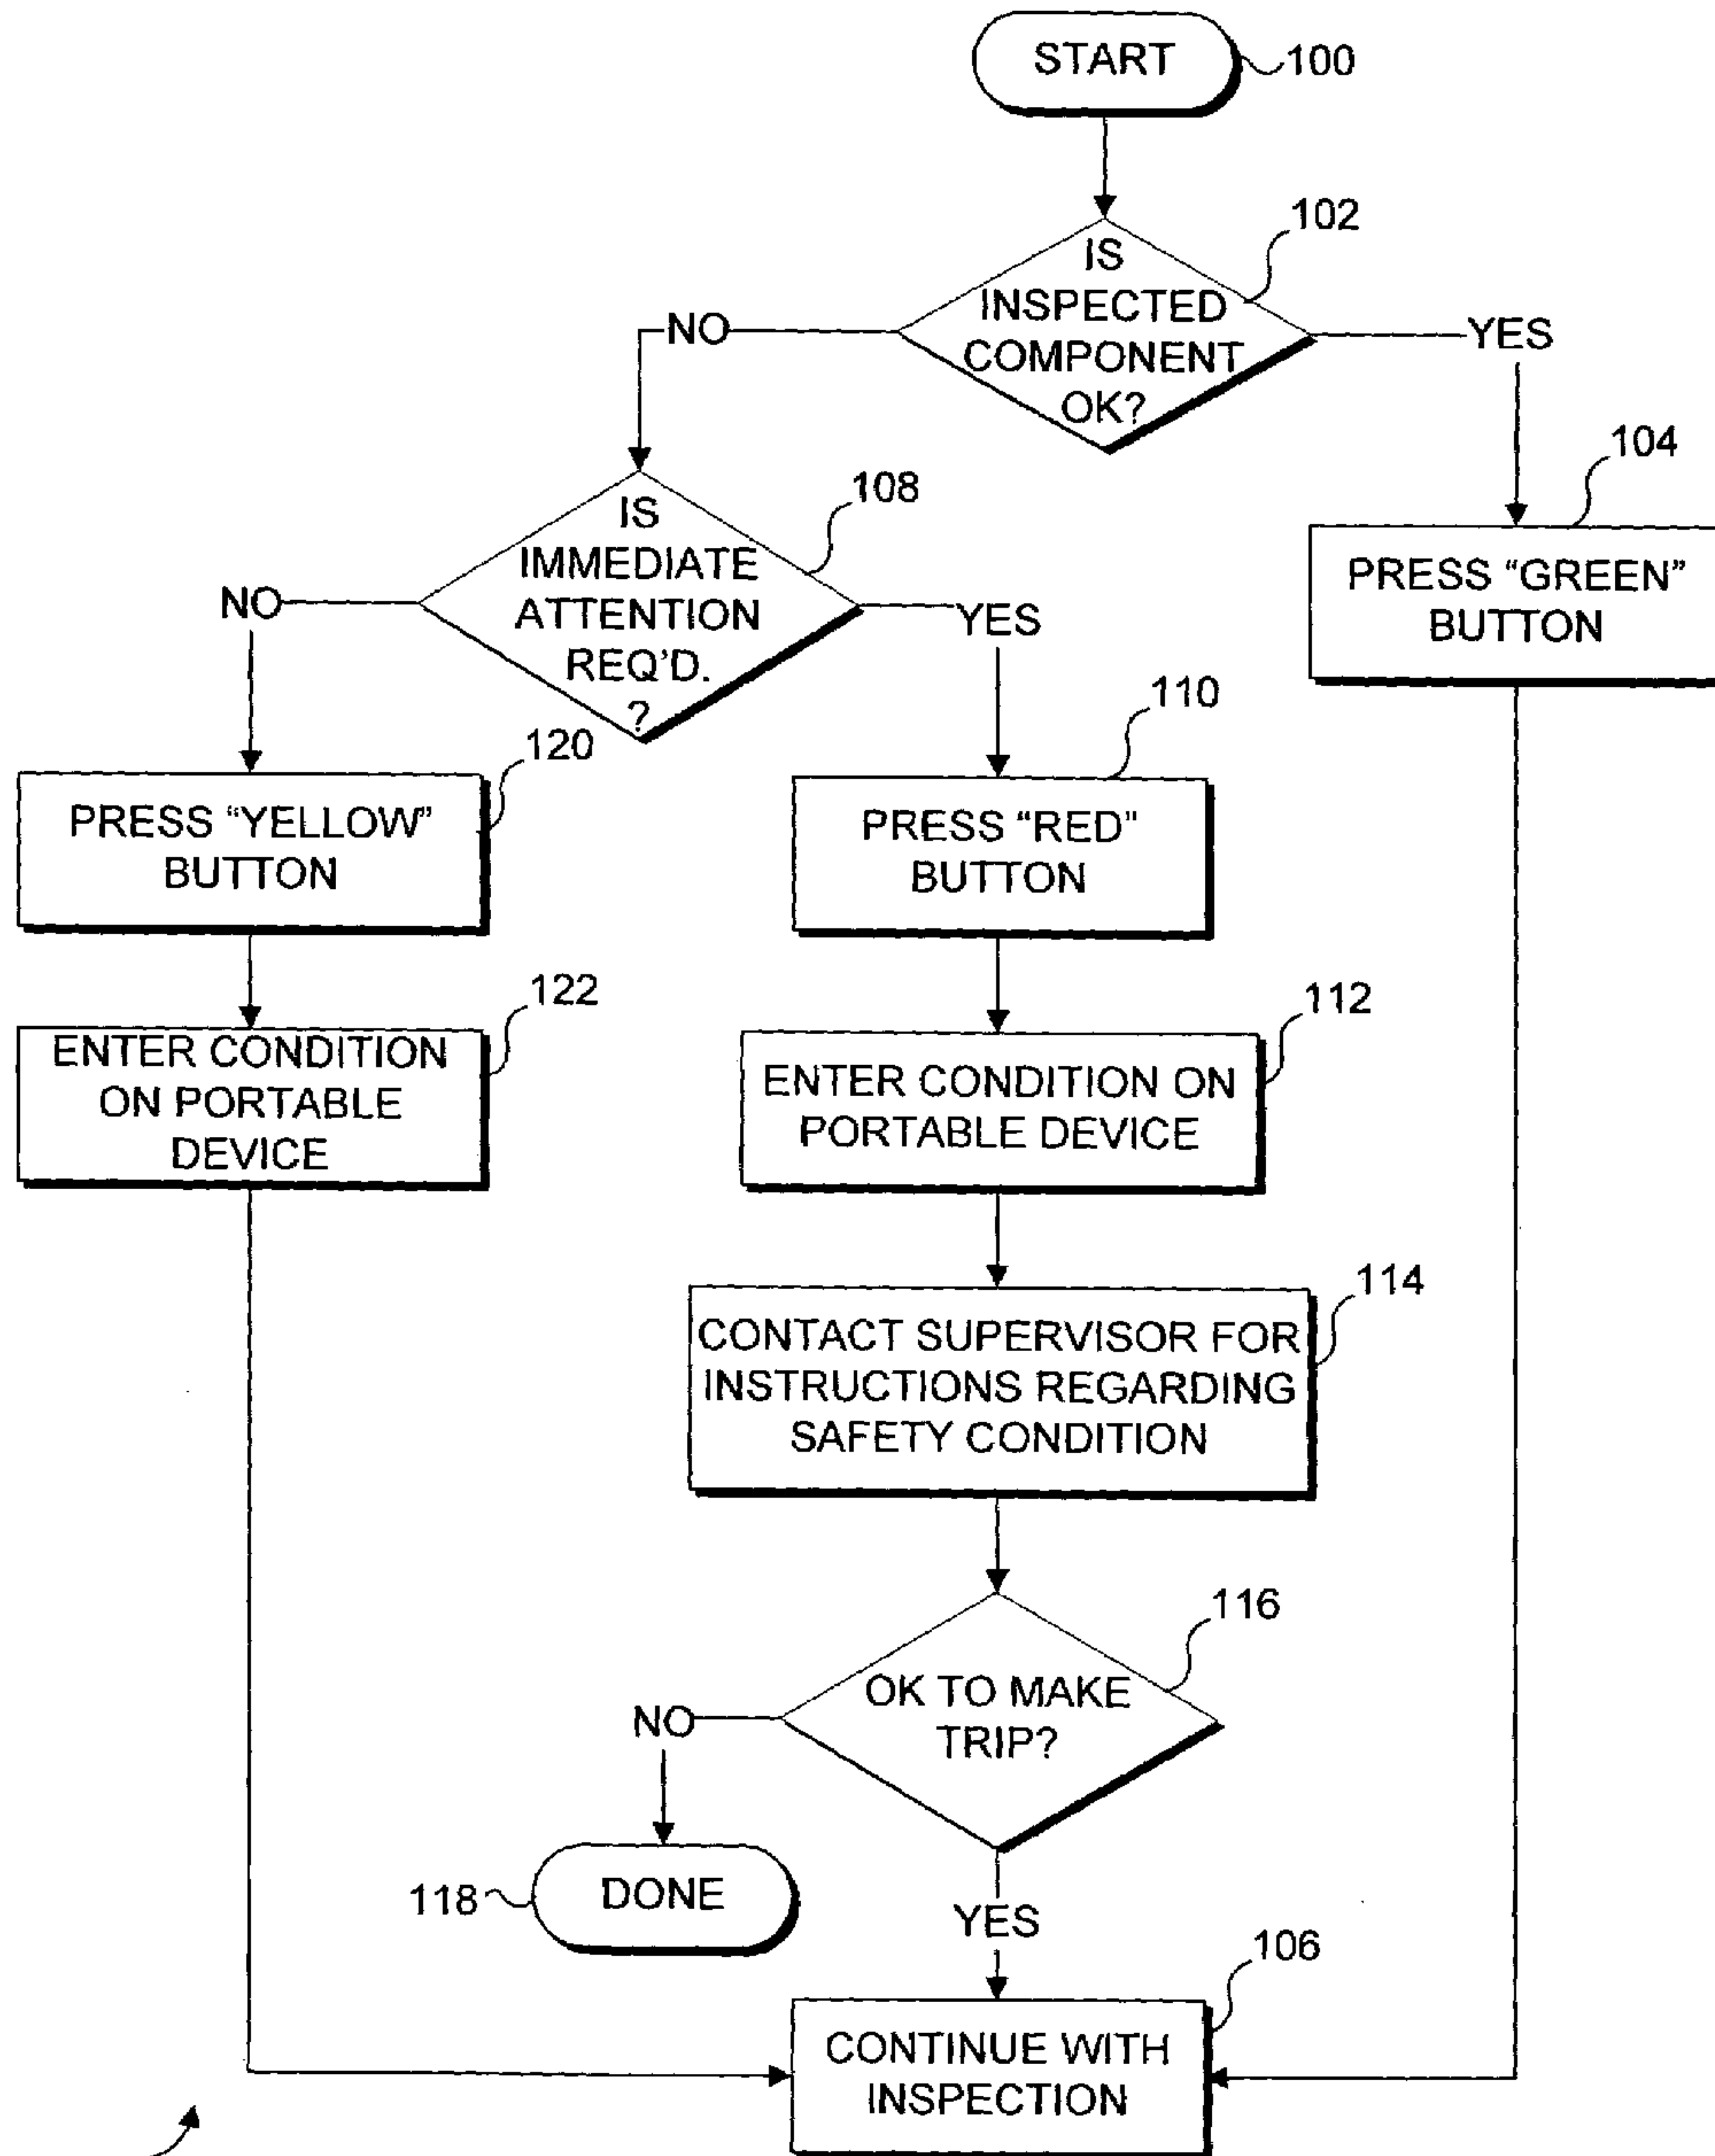 START
100
102
IS
INSPECTED
COMPONENT
OK?
NO
YES
104
PRESS “GREEN”
BUTTON
108
IS
IMMEDIATE
ATTENTION
REQ’D.
?
NO
YES
120
PRESS “YELLOW”
BUTTON
110
PRESS “RED”
BUTTON
122
ENTER CONDITION
ON PORTABLE
DEVICE
112
ENTER CONDITION ON
PORTABLE DEVICE
114
CONTACT SUPERVISOR FOR
INSTRUCTIONS REGARDING
SAFETY CONDITION
116
OK TO MAKE
TRIP?
NO
118
DONE
YES
106
CONTINUE WITH
INSPECTION